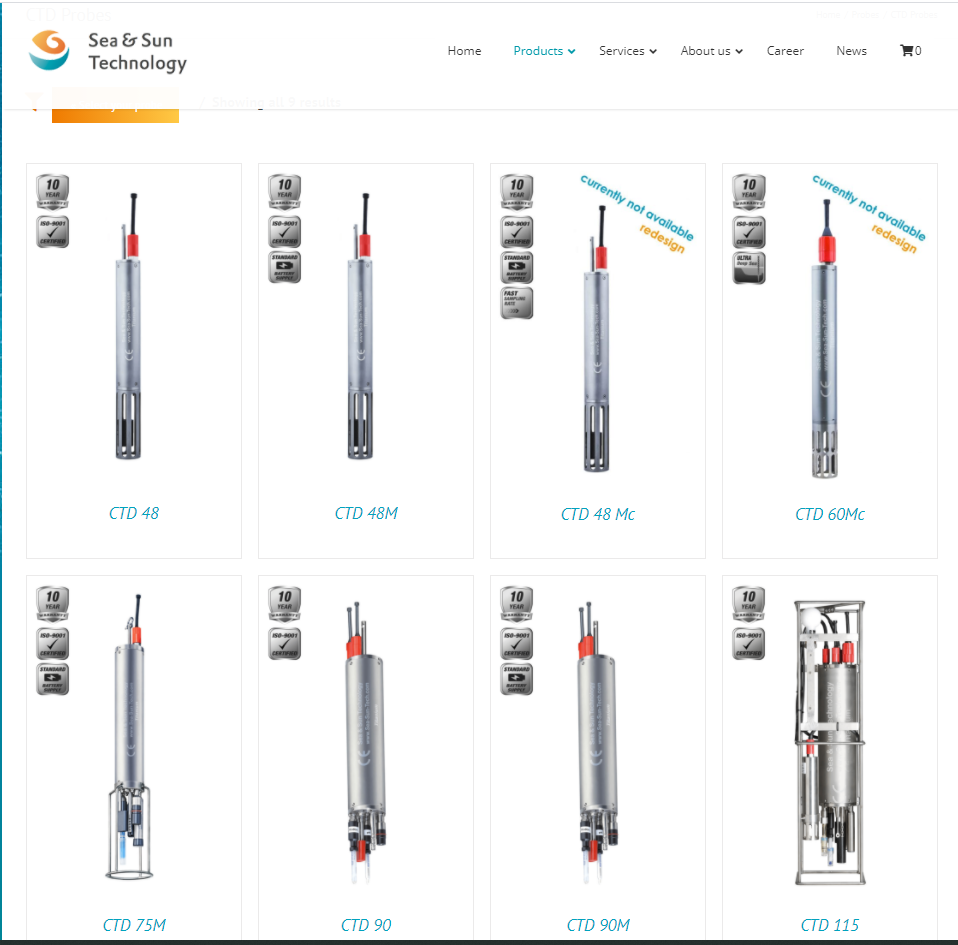 CTD Probes
Sea & Sun
Technology
Home
Products
Services
About us
Career
News
0
Showing all 9 results
10
YEAR
WARRANTY
ISO-9001
CERTIFIED
CTD 48
10
YEAR
WARRANTY
ISO-9001
CERTIFIED
STANDARD
BATTERY
SUPPLY
CTD 48M
10
YEAR
WARRANTY
ISO-9001
CERTIFIED
STANDARD
BATTERY
SUPPLY
FAST
SAMPLING
RATE
currently not available
redesign
CTD 48 Mc
10
YEAR
WARRANTY
ISO-9001
CERTIFIED
ULTRA
Deep Sea
currently not available
redesign
CTD 60Mc
10
YEAR
WARRANTY
ISO-9001
CERTIFIED
STANDARD
BATTERY
SUPPLY
CTD 75M
10
YEAR
WARRANTY
ISO-9001
CERTIFIED
CTD 90
10
YEAR
WARRANTY
ISO-9001
CERTIFIED
STANDARD
BATTERY
SUPPLY
CTD 90M
10
YEAR
WARRANTY
ISO-9001
CERTIFIED
CTD 115